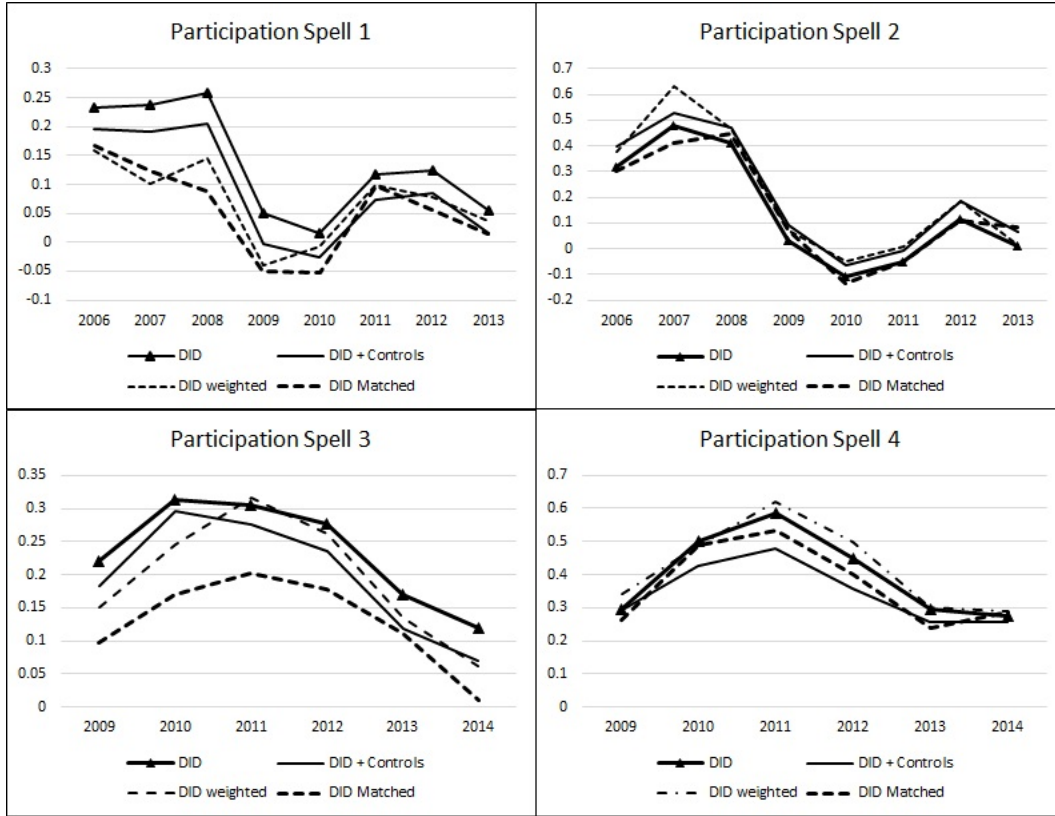 Participation Spell 1
0.3
0.25
0.2
0.15
0.1
0.05
0
-0.05
-0.1
2006 2007 2008 2009 2010 2011 2012 2013
DID DID + Controls
DID weighted DID Matched
Participation Spell 2
0.7
0.6
0.5
0.4
0.3
0.2
0.1
0
-0.1
-0.2
2006 2007 2008 2009 2010 2011 2012 2013
DID DID + Controls
DID weighted DID Matched
Participation Spell 3
0.35
0.3
0.25
0.2
0.15
0.1
0.05
0
2009 2010 2011 2012 2013 2014
DID DID + Controls
DID weighted DID Matched
Participation Spell 4
0.7
0.6
0.5
0.4
0.3
0.2
0.1
0
2009 2010 2011 2012 2013 2014
DID DID + Controls
DID weighted DID Matched